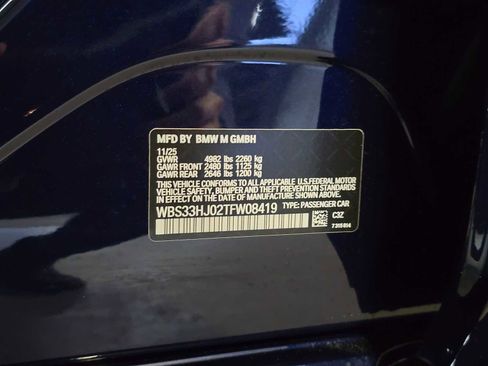 MFD BY BMW M GMBH
11/25
GVWR 4982 lbs 2260 kg
GAWR FRONT 2480 lbs 1125 kg
GAWR REAR 2646 lbs 1200 kg
THIS VEHICLE CONFORMS TO ALL APPLICABLE U.S. FEDERAL MOTOR
VEHICLE SAFETY, BUMPER, AND THEFT PREVENTION STANDARDS
IN EFFECT ON THE DATE OF MANUFACTURE SHOWN ABOVE.
WBS33HJ02TFW08419 TYPE: PASSENGER CAR
C3Z
7315814